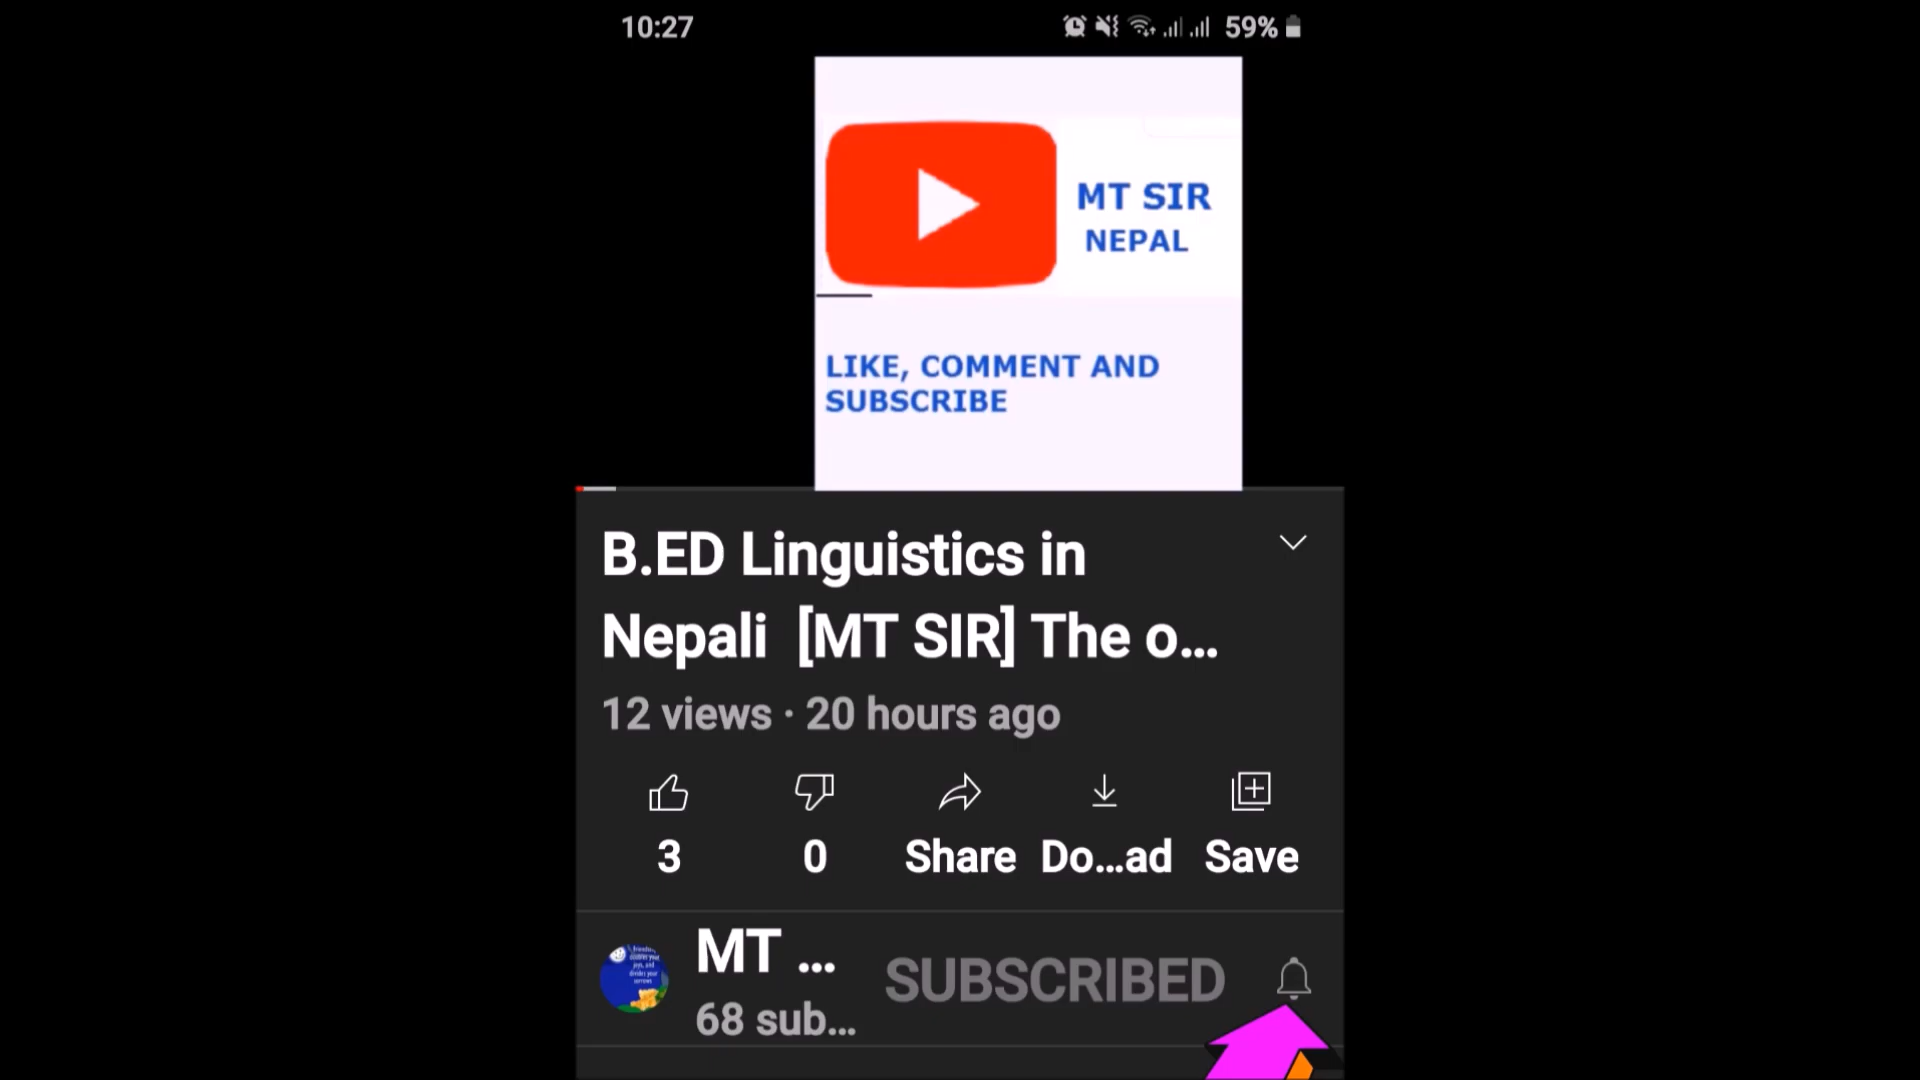 10:27
59%
MT SIR
NEPAL
LIKE, COMMENT AND
SUBSCRIBE
B.ED Linguistics in
Nepali [MT SIR] The o...
12 views · 20 hours ago
3
0
Share
Do...ad
Save
MT ...
SUBSCRIBED
68 sub...